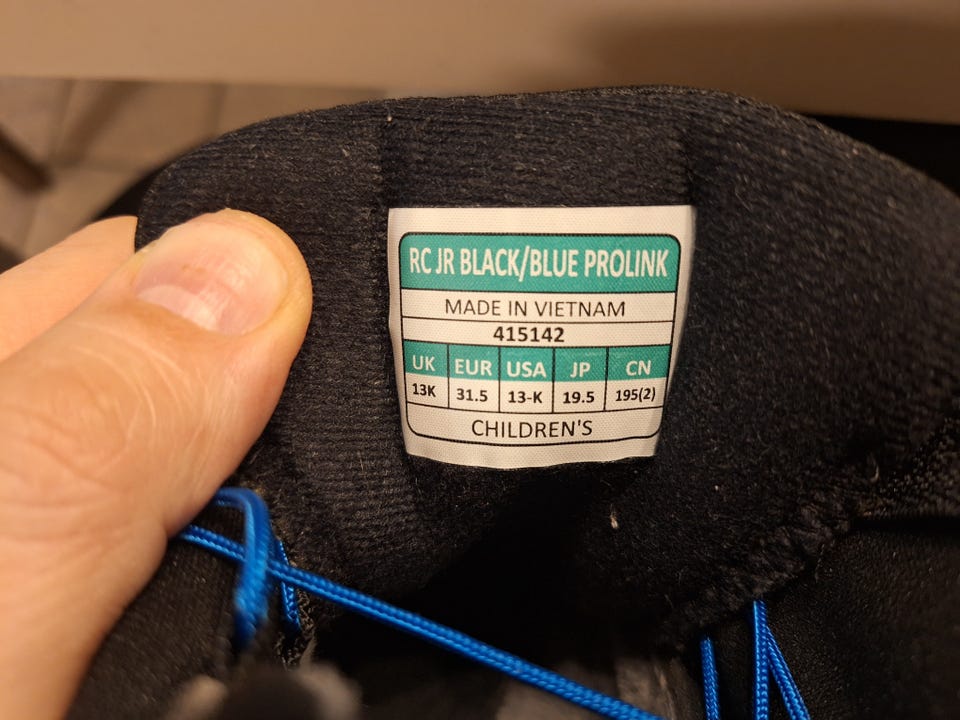 RC JR BLACK/BLUE PROLINK
MADE IN VIETNAM
415142
UK EUR USA JP CN
13K 31.5 13-K 19.5 195(2)
CHILDREN'S